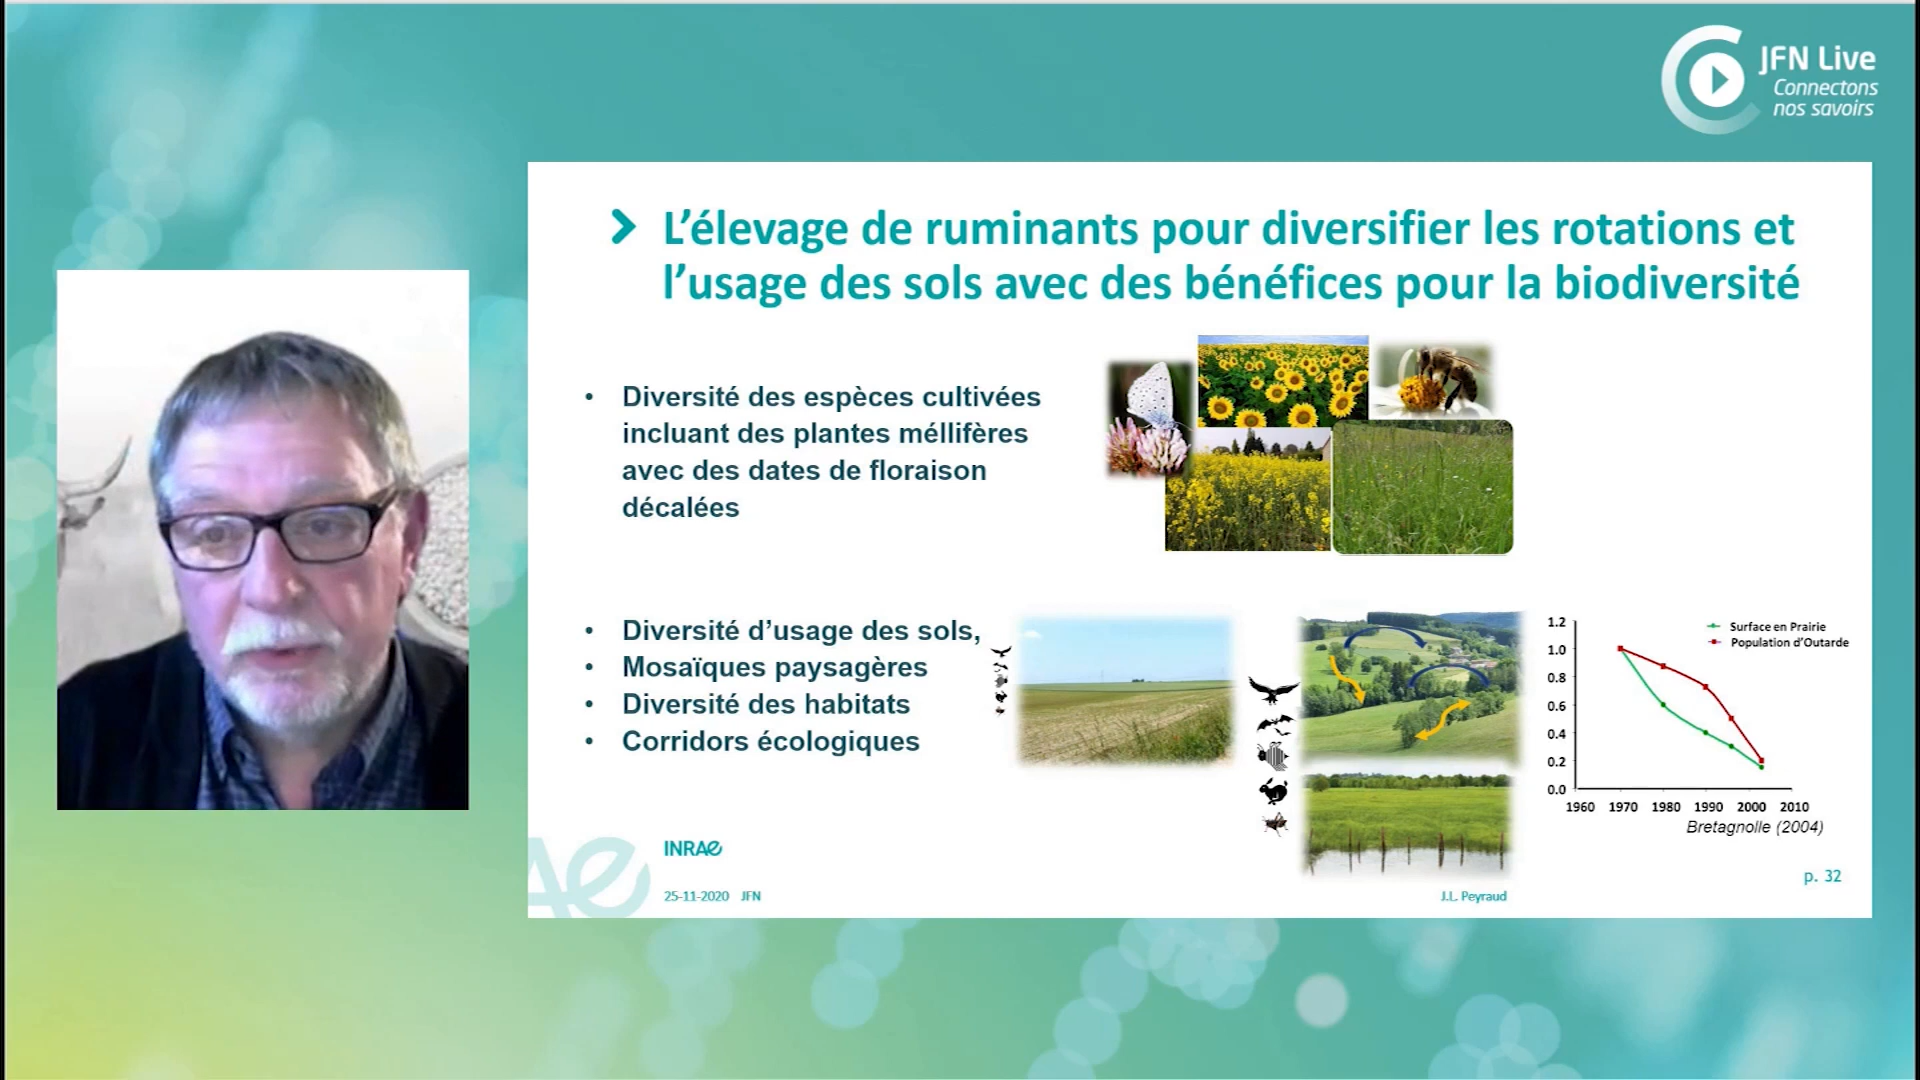 JFN Live
Connectons
nos savoirs
L’élevage de ruminants pour diversifier les rotations et
l’usage des sols avec des bénéfices pour la biodiversité
• Diversité des espèces cultivées
incluant des plantes méllifères
avec des dates de floraison
décalées
• Diversité d’usage des sols,
• Mosaïques paysagères
• Diversité des habitats
• Corridors écologiques
Surface en Prairie
Population d’Outarde
1.2
1.0
0.8
0.6
0.4
0.2
0.0
1960 1970 1980 1990 2000 2010
Bretagnolle (2004)
INRAE
25-11-2020 JFN
J.L. Peyraud
p. 32